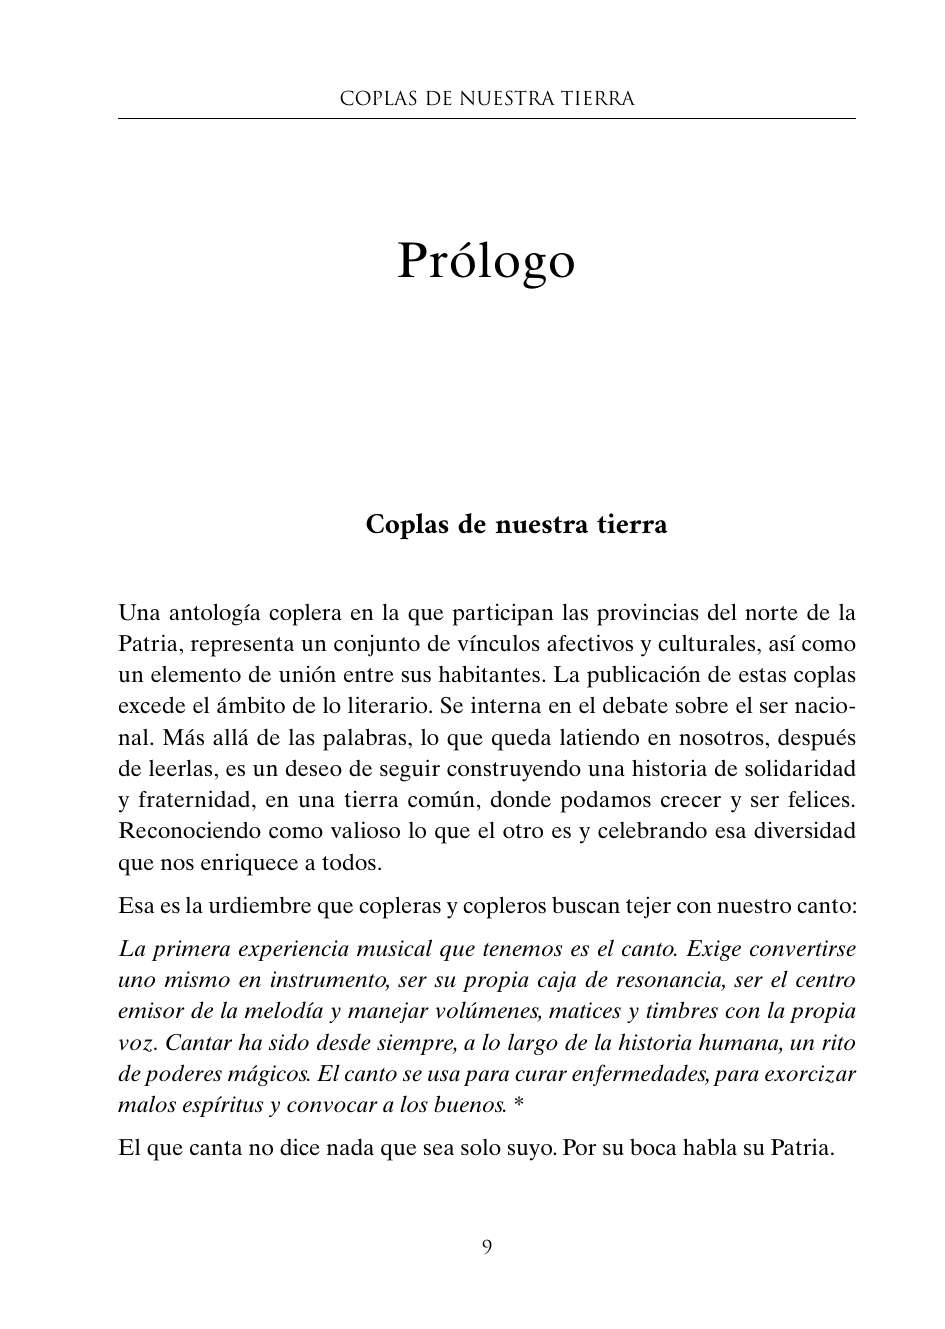 COPLAS DE NUESTRA TIERRA
Prólogo
Coplas de nuestra tierra
Una antología coplera en la que participan las provincias del norte de la
Patria, representa un conjunto de vínculos afectivos y culturales, así como
un elemento de unión entre sus habitantes. La publicación de estas coplas
excede el ámbito de lo literario. Se interna en el debate sobre el ser nacio-
nal. Más allá de las palabras, lo que queda latiendo en nosotros, después
de leerlas, es un deseo de seguir construyendo una historia de solidaridad
y fraternidad, en una tierra común, donde podamos crecer y ser felices.
Reconociendo como valioso lo que el otro es y celebrando esa diversidad
que nos enriquece a todos.
Esa es la urdiembre que copleras y copleros buscan tejer con nuestro canto:
La primera experiencia musical que tenemos es el canto. Exige convertirse
uno mismo en instrumento, ser su propia caja de resonancia, ser el centro
emisor de la melodía y manejar volúmenes, matices y timbres con la propia
voz. Cantar ha sido desde siempre, a lo largo de la historia humana, un rito
de poderes mágicos. El canto se usa para curar enfermedades, para exorcizar
malos espíritus y convocar a los buenos. *
El que canta no dice nada que sea solo suyo. Por su boca habla su Patria.
9